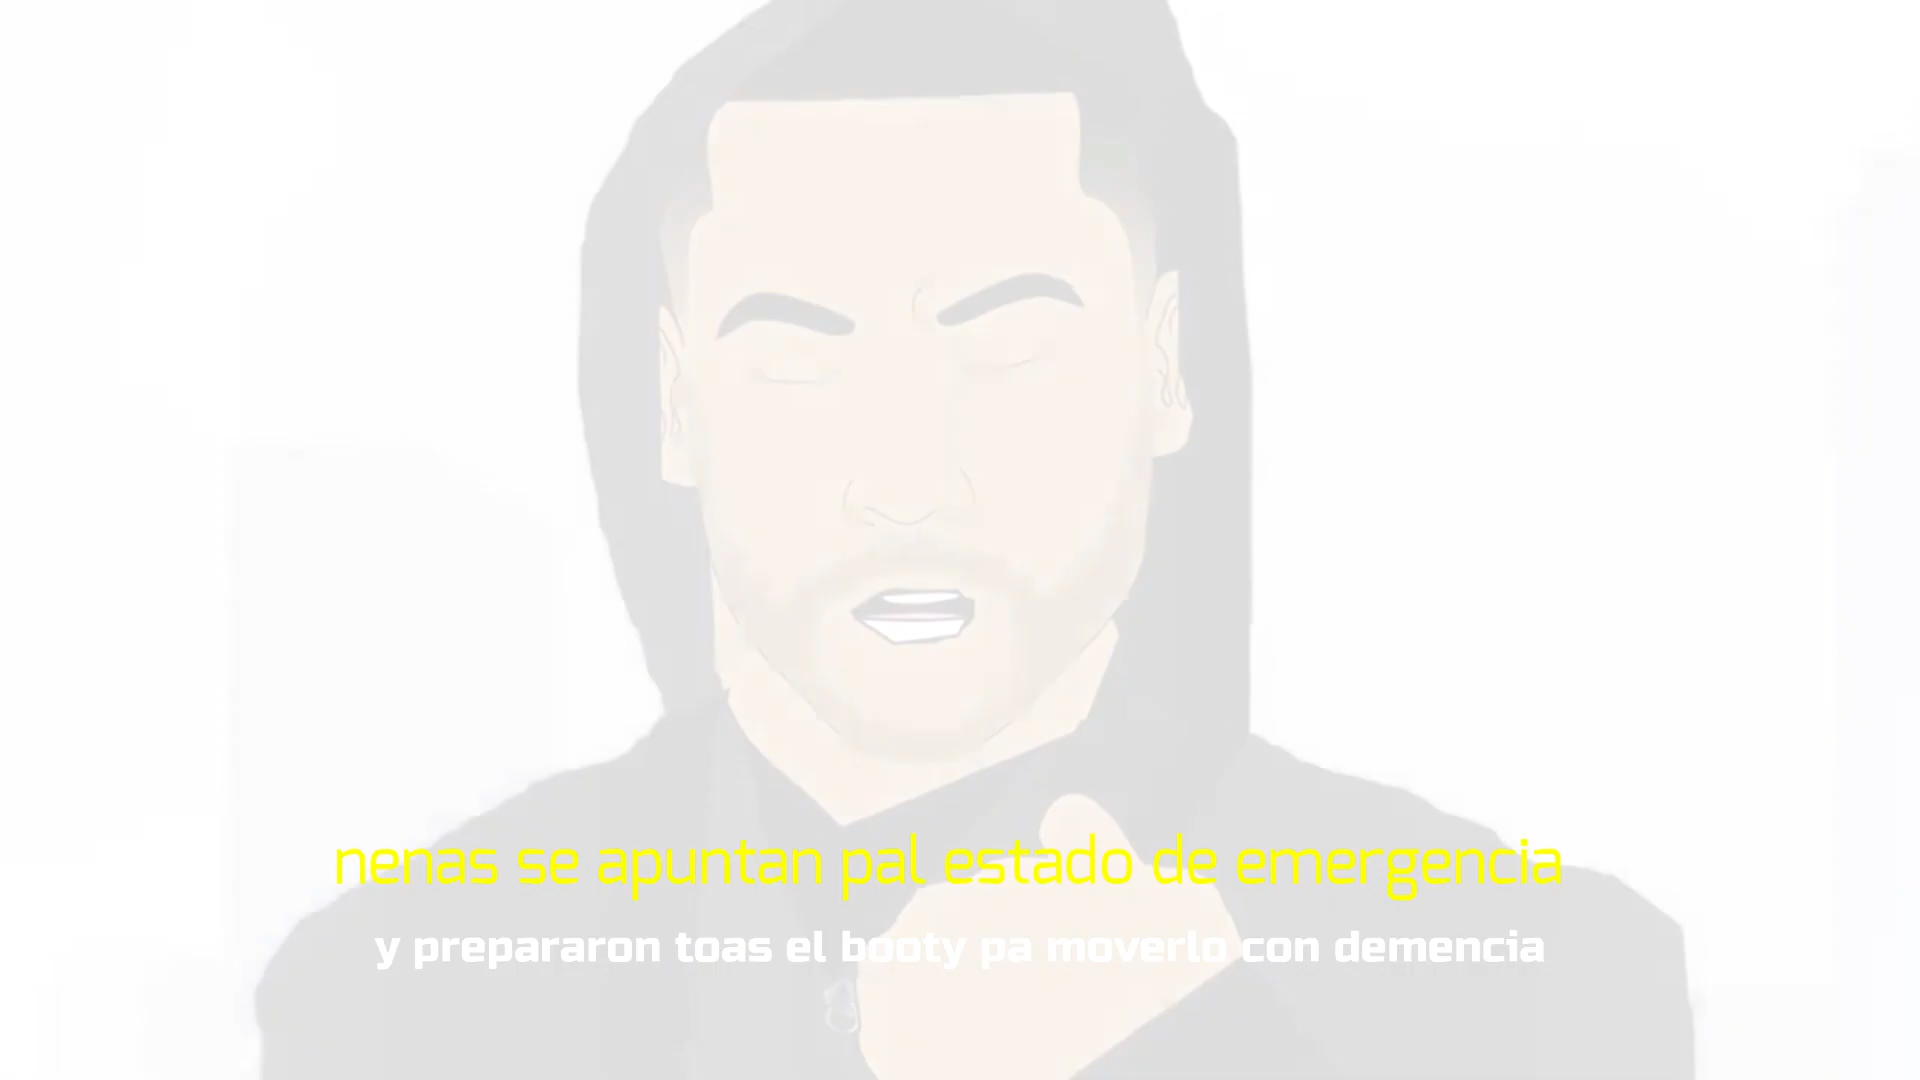 nenas se apuntan pal estado de emergencia
y prepararon toas el booty pa moverlo con demencia